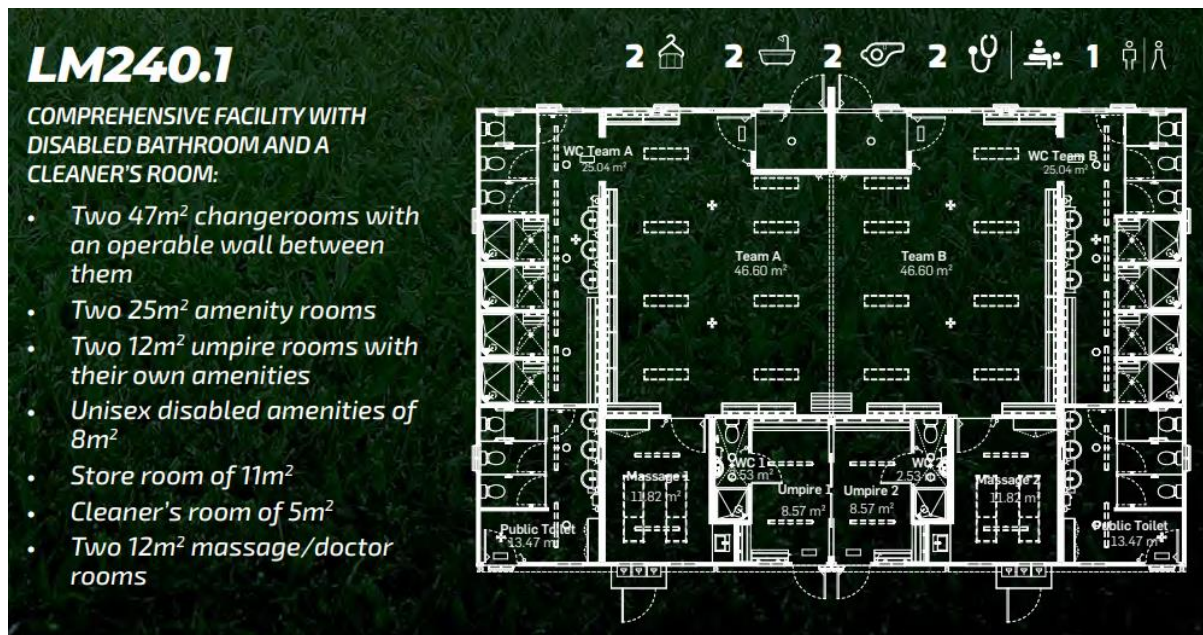 LM240.1
COMPREHENSIVE FACILITY WITH
DISABLED BATHROOM AND A
CLEANER'S ROOM:
• Two 47m² changerooms with
an operable wall between
them
• Two 25m² amenity rooms
• Two 12m² umpire rooms with
their own amenities
• Unisex disabled amenities of
8m²
• Store room of 11m²
• Cleaner's room of 5m²
• Two 12m² massage/doctor
rooms
2 2 2 2 1
WC Team A
25.04 m²
WC Team B
25.04 m²
Team A
46.60 m²
Team B
46.60 m²
Massage 1
11.82 m²
WC 1
2.53 m²
Umpire 1
8.57 m²
Umpire 2
8.57 m²
WC
2.53 m²
Massage 2
11.82 m²
Public Toilet
13.47 m
Public Toilet
13.47 m